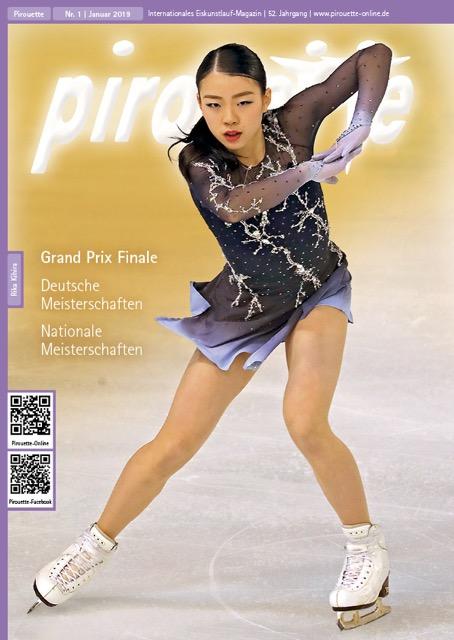 Pirouette
Nr. 1 | Januar 2019
Internationales Eiskunstlauf-Magazin | 52. Jahrgang | www.pirouette-online.de
pirouette
Grand Prix Finale
Deutsche
Meisterschaften
Nationale
Meisterschaften
Rika Kihira
Pirouette-Online
Pirouette-Facebook